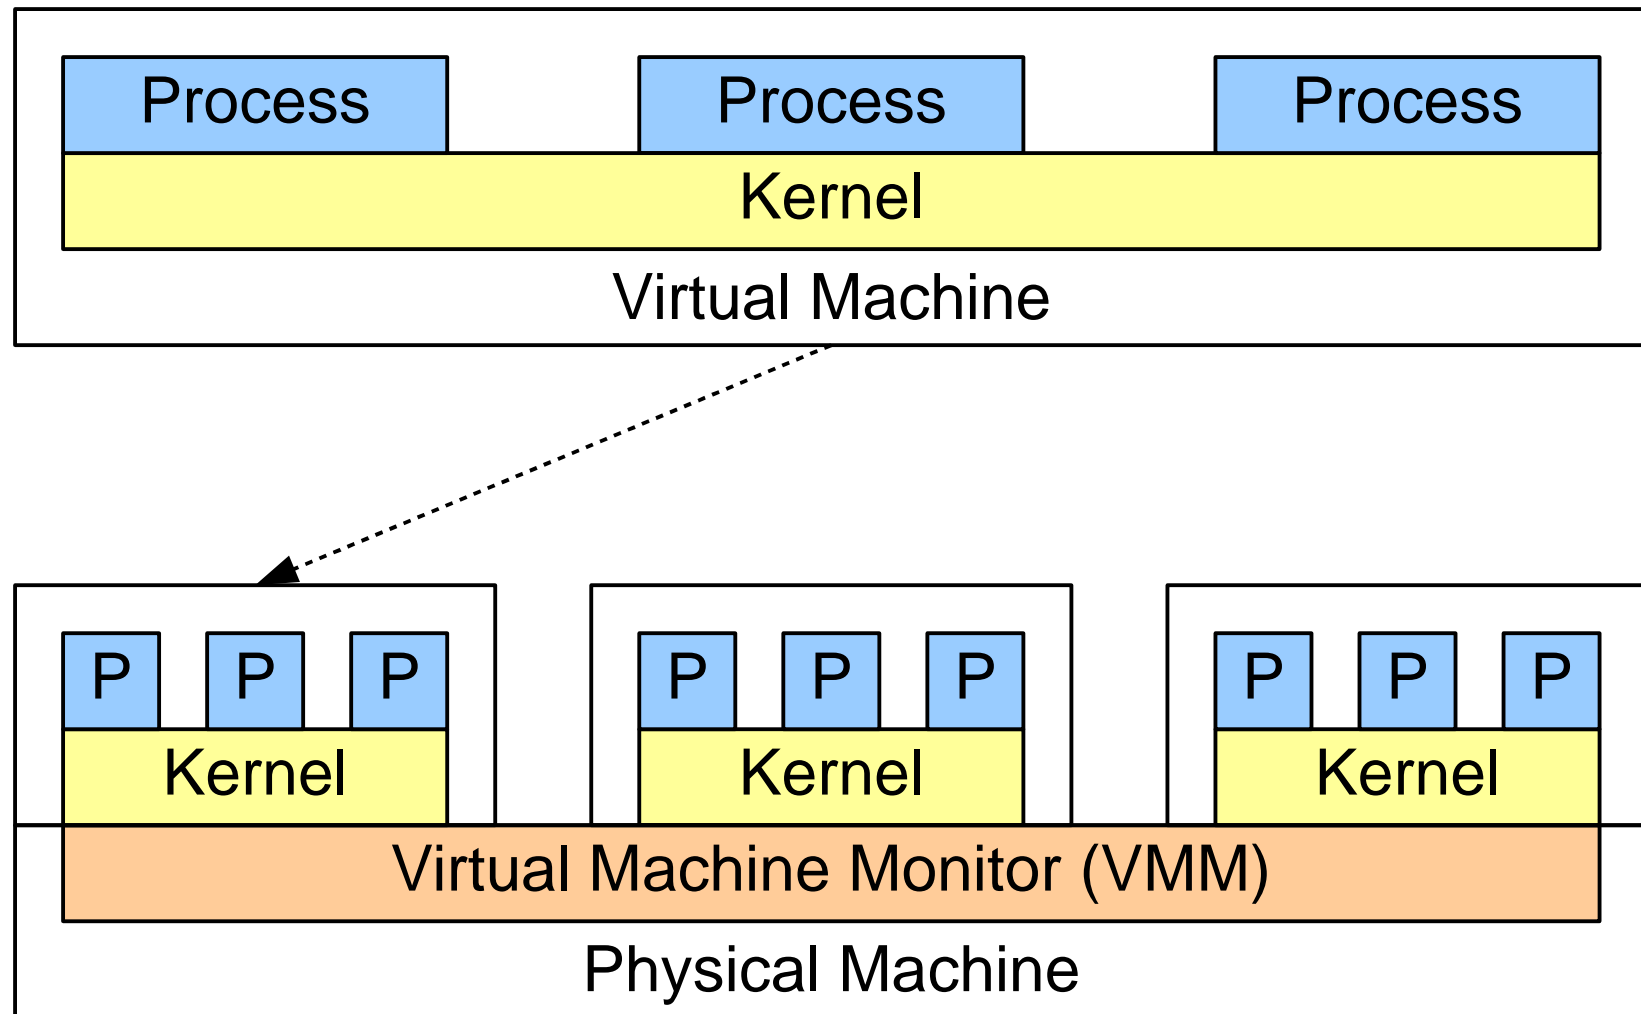 Process Process Process
Kernel
Virtual Machine
P P P P P P P P P
Kernel Kernel Kernel
Virtual Machine Monitor (VMM)
Physical Machine